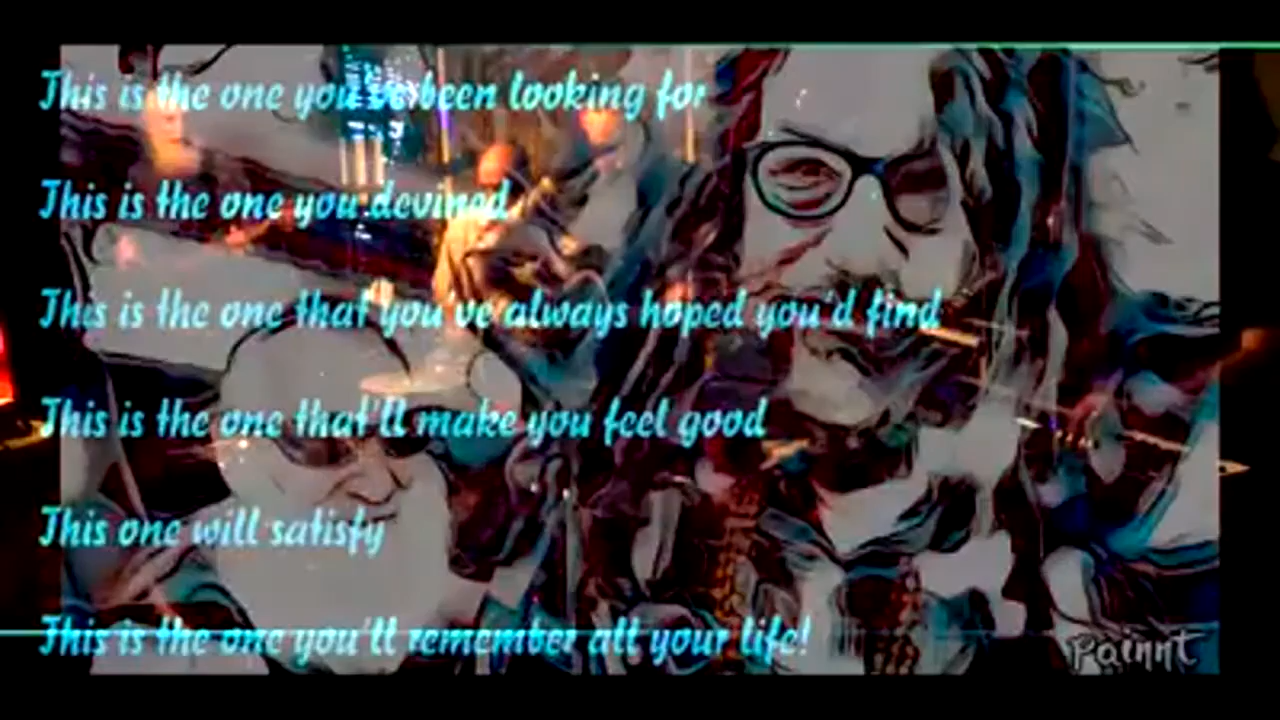 This is the one you've been looking for
This is the one you devined
This is the one that you've always hoped you'd find
This is the one that'll make you feel good
This one will satisfy
This is the one you'll remember all your life!
Painnt